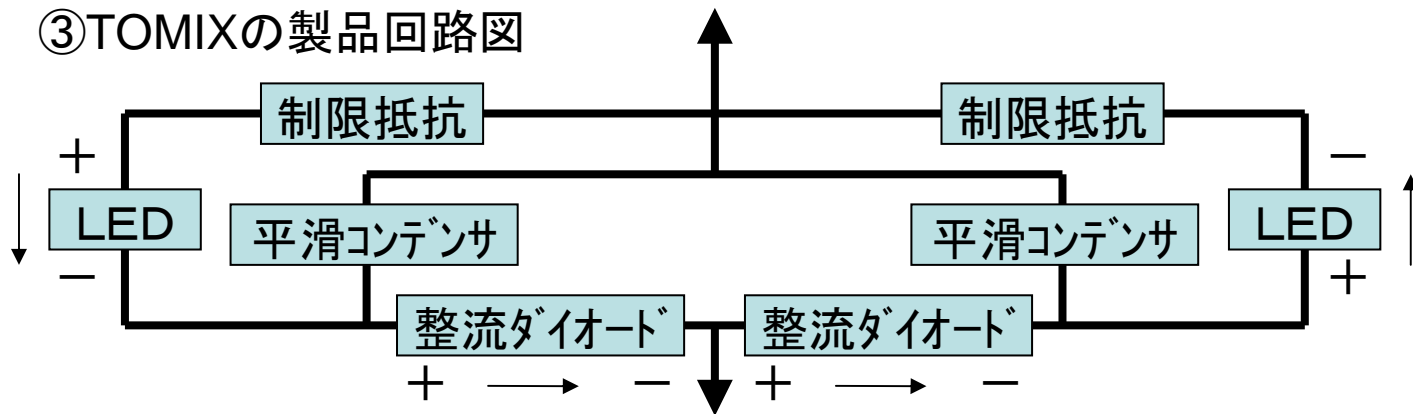 ③TOMIXの製品回路図
制限抵抗
制限抵抗
＋
－
LED
LED
平滑ｺﾝﾃﾞﾝｻ
平滑ｺﾝﾃﾞﾝｻ
－
＋
整流ﾀﾞｲｵｰﾄﾞ
整流ﾀﾞｲｵｰﾄﾞ
＋ → －
＋ → －